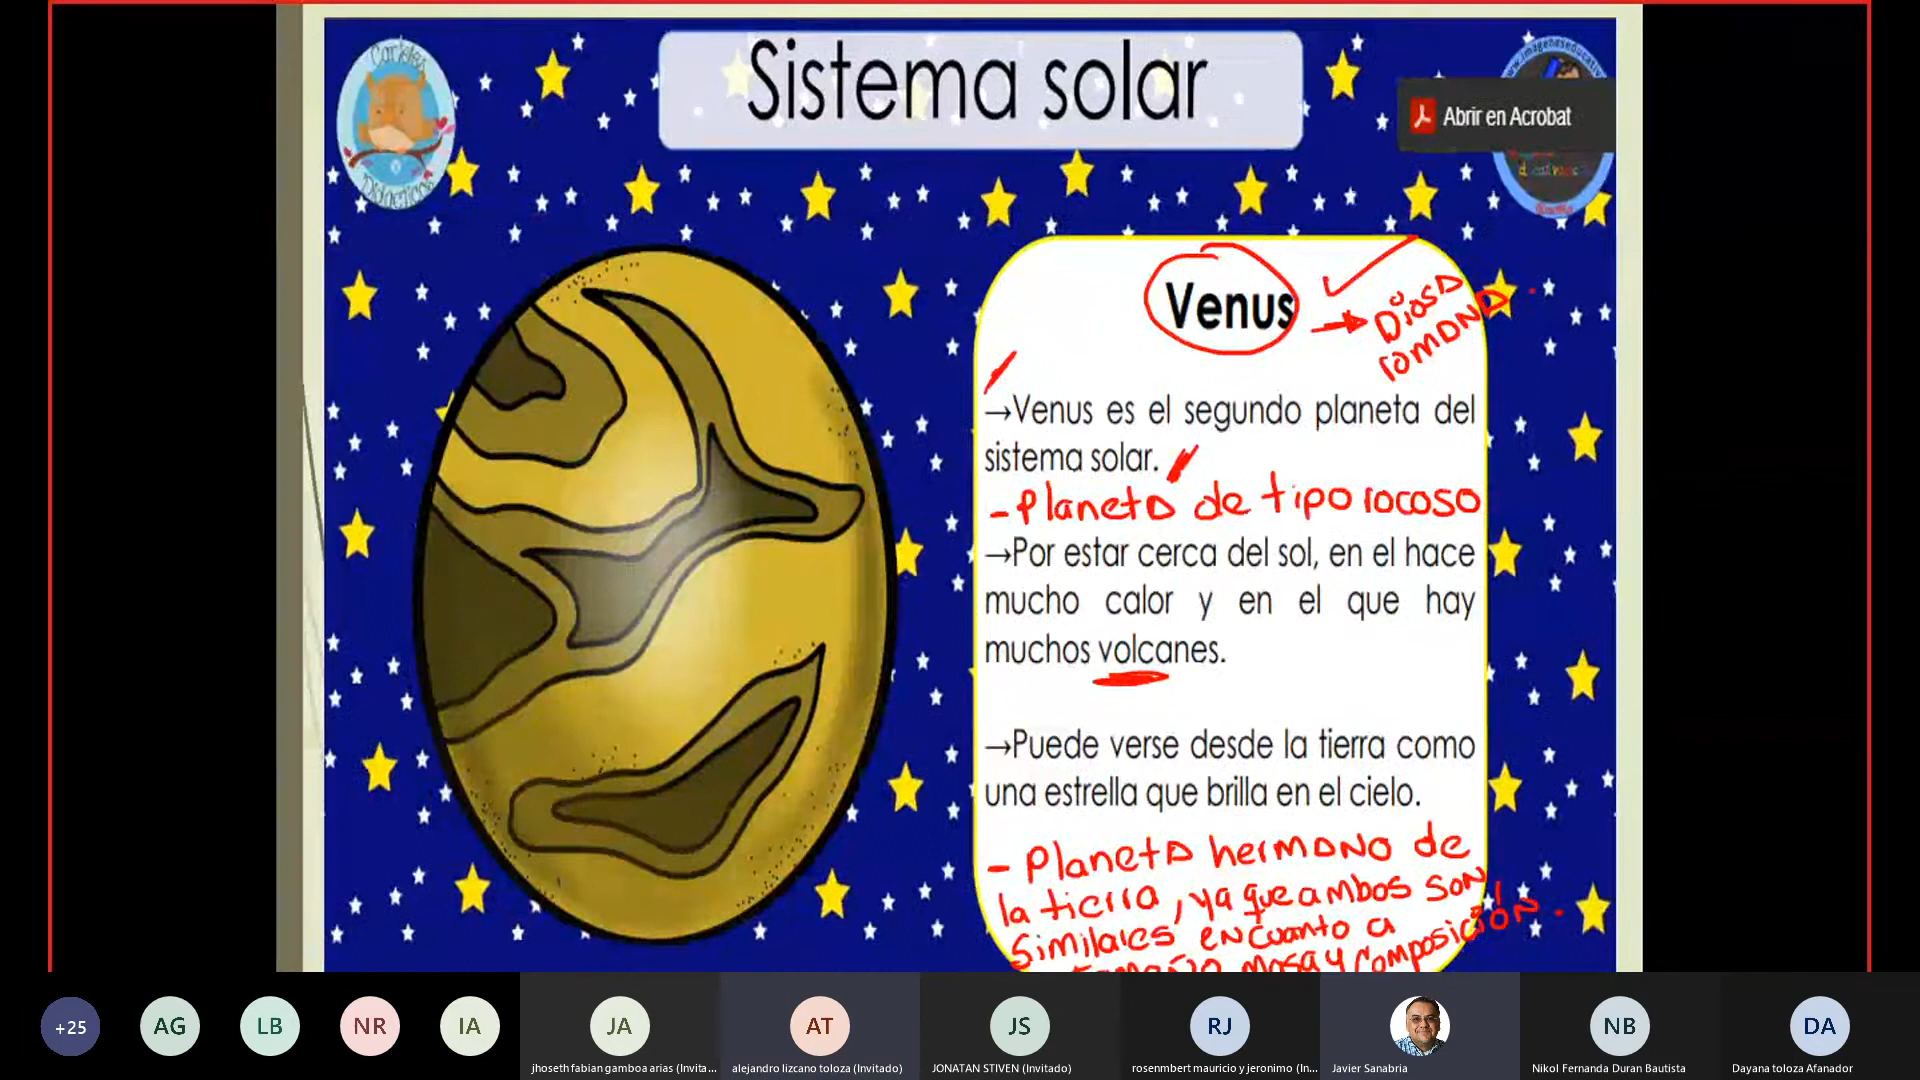 Sistema solar
Carteles
Didácticos
Abrir en Acrobat
Venus
→ Diosa
romana.
→Venus es el segundo planeta del
sistema solar.
- Planeta de tipo rocoso
→Por estar cerca del sol, en el hace
mucho calor y en el que hay
muchos volcanes.
→Puede verse desde la tierra como
una estrella que brilla en el cielo.
- Planeta hermano de
la tierra, ya que ambos son
similares en cuanto a
tamaño, masa y composición.
+25
AG
LB
NR
IA
JA
AT
JS
RJ
NB
DA
jhoseth fabian gamboa arias (Invita...
alejandro lizcano toloza (Invitado)
JONATAN STIVEN (Invitado)
rosenmbert mauricio y jeronimo (In...
Javier Sanabria
Nikol Fernanda Duran Bautista
Dayana toloza Afanador